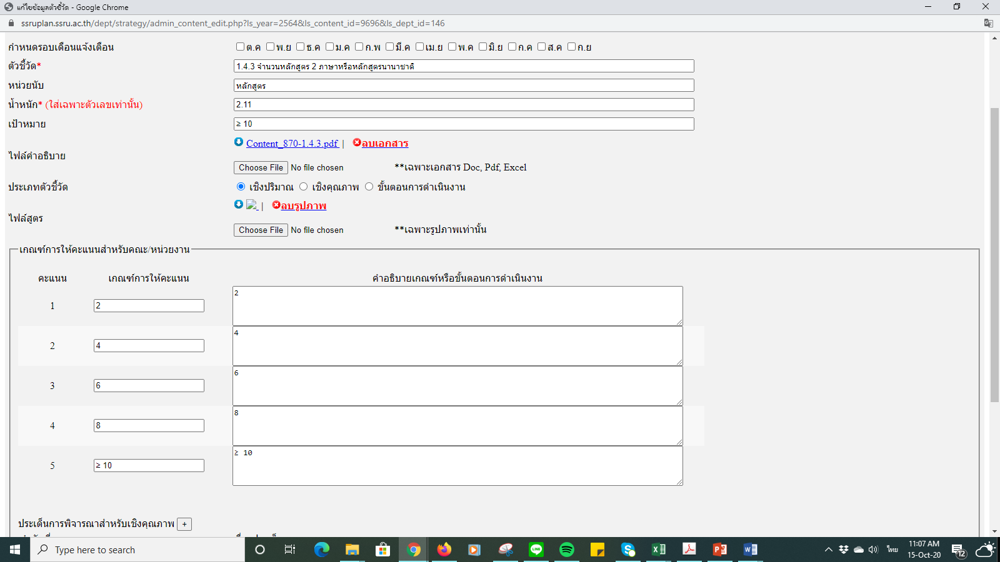 แก้ไขข้อมูลตัวชี้วัด - Google Chrome
ssruplan.ssru.ac.th/dept/strategy/admin_content_edit.php?ls_year=2564&ls_content_id=9696&ls_dept_id=146
กำหนดรอบเดือนแจ้งเตือน ต.ค พ.ย ธ.ค ม.ค ก.พ มี.ค เม.ย พ.ค มิ.ย ก.ค ส.ค ก.ย
ตัวชี้วัด* 1.4.3 จำนวนหลักสูตร 2 ภาษาหรือหลักสูตรนานาชาติ
หน่วยนับ หลักสูตร
น้ำหนัก* (ใส่เฉพาะตัวเลขเท่านั้น) 2.11
เป้าหมาย ≥ 10
Content_870-1.4.3.pdf | ลบเอกสาร
ไฟล์คำอธิบาย
Choose File No file chosen **เฉพาะเอกสาร Doc, Pdf, Excel
ประเภทตัวชี้วัด เชิงปริมาณ เชิงคุณภาพ ขั้นตอนการดำเนินงาน
| ลบรูปภาพ
ไฟล์สูตร
Choose File No file chosen **เฉพาะรูปภาพเท่านั้น
เกณฑ์การให้คะแนนสำหรับคณะ/หน่วยงาน
คะแนน เกณฑ์การให้คะแนน คำอธิบายเกณฑ์หรือขั้นตอนการดำเนินงาน
1 2 2
2 4 4
3 6 6
4 8 8
5 ≥ 10 ≥ 10
ประเด็นการพิจารณาสำหรับเชิงคุณภาพ +
Type here to search
ไทย
11:07 AM
15-Oct-20
12